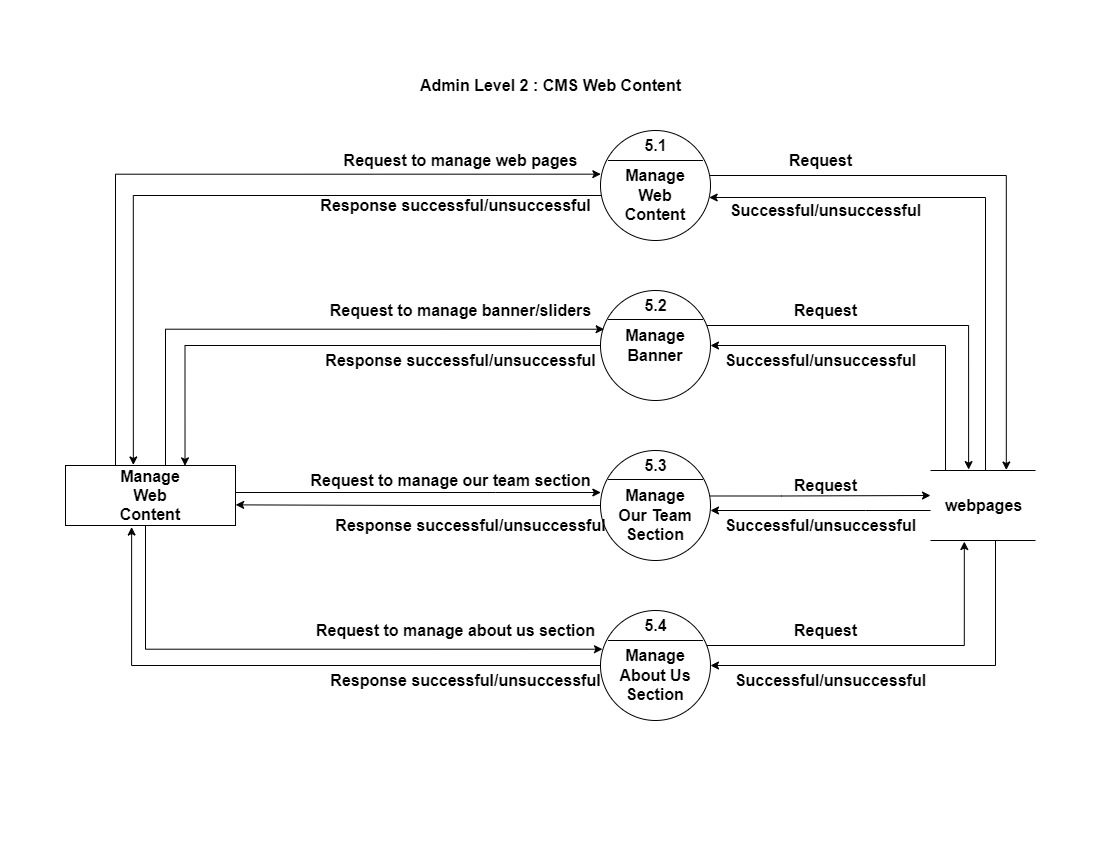 Admin Level 2 : CMS Web Content
5.1
Request to manage web pages
Request
Manage
Web
Content
Response successful/unsuccessful
Successful/unsuccessful
5.2
Request to manage banner/sliders
Request
Manage
Banner
Response successful/unsuccessful
Successful/unsuccessful
5.3
Manage
Web
Content
Request to manage our team section
Request
Manage
Our Team
Section
webpages
Response successful/unsuccessful
Successful/unsuccessful
5.4
Request to manage about us section
Request
Manage
About Us
Section
Response successful/unsuccessful
Successful/unsuccessful